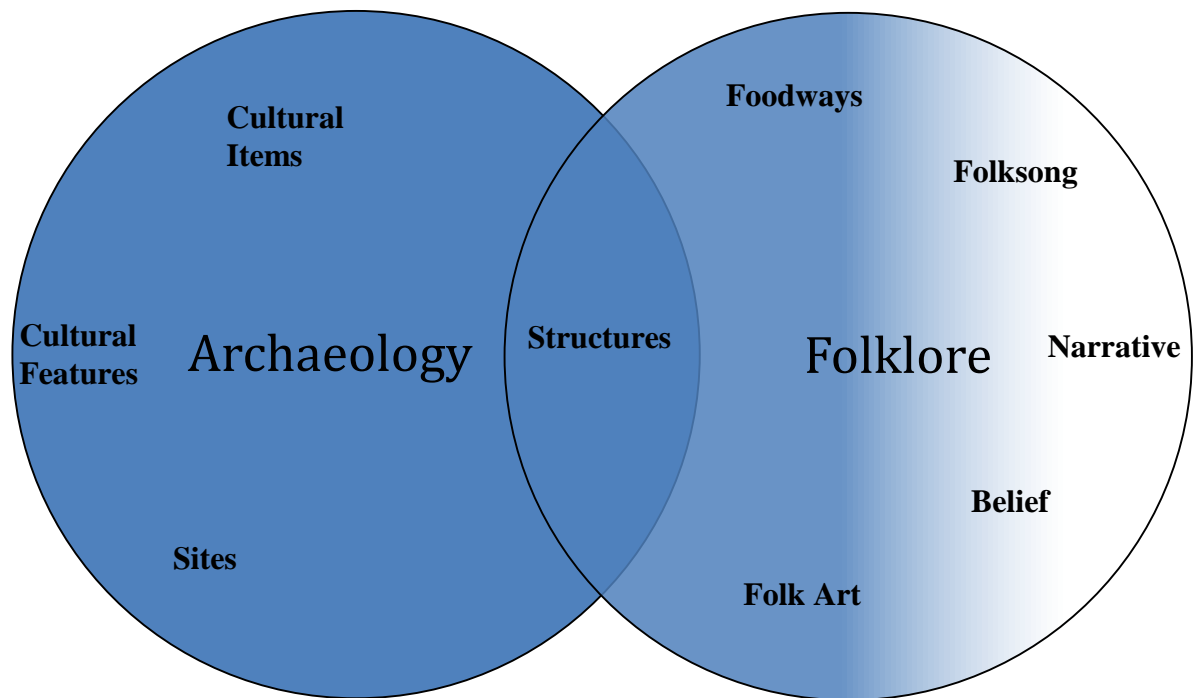 Cultural
Items
Cultural
Features
Archaeology
Sites
Structures
Foodways
Folksong
Folklore
Narrative
Belief
Folk Art